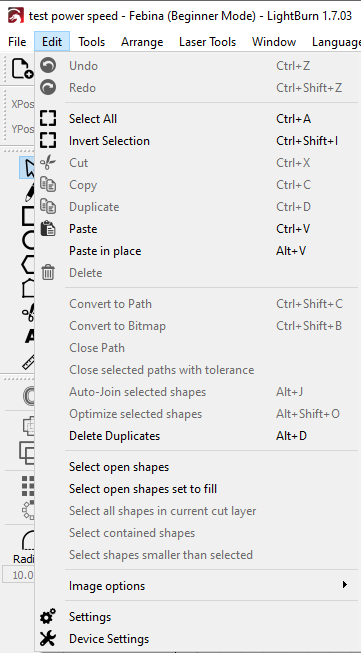 test power speed - Febina (Beginner Mode) - LightBurn 1.7.03
File Edit Tools Arrange Laser Tools Window Language
XPos
YPos
Undo Ctrl+Z
Redo Ctrl+Shift+Z
Select All Ctrl+A
Invert Selection Ctrl+Shift+I
Cut Ctrl+X
Copy Ctrl+C
Duplicate Ctrl+D
Paste Ctrl+V
Paste in place Alt+V
Delete
Convert to Path Ctrl+Shift+C
Convert to Bitmap Ctrl+Shift+B
Close Path
Close selected paths with tolerance
Auto-Join selected shapes Alt+J
Optimize selected shapes Alt+Shift+O
Delete Duplicates Alt+D
Select open shapes
Select open shapes set to fill
Select all shapes in current cut layer
Select contained shapes
Select shapes smaller than selected
Radi
10.0
Image options
Settings
Device Settings